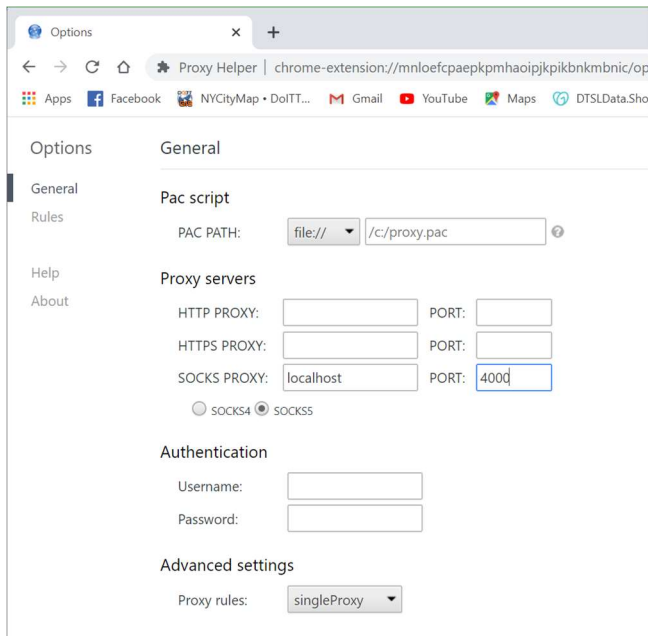 Options
Proxy Helper | chrome-extension://mnloefcpaepkpmhaoipjkpikbnkmbnic/op
Apps Facebook NYCityMap • DoITT... Gmail YouTube Maps DTSLData.Sho
Options
General
General
Rules
Help
About
Pac script
PAC PATH: file:// /c:/proxy.pac
Proxy servers
HTTP PROXY: PORT:
HTTPS PROXY: PORT:
SOCKS PROXY: localhost PORT: 4000
SOCKS4 SOCKS5
Authentication
Username:
Password:
Advanced settings
Proxy rules: singleProxy